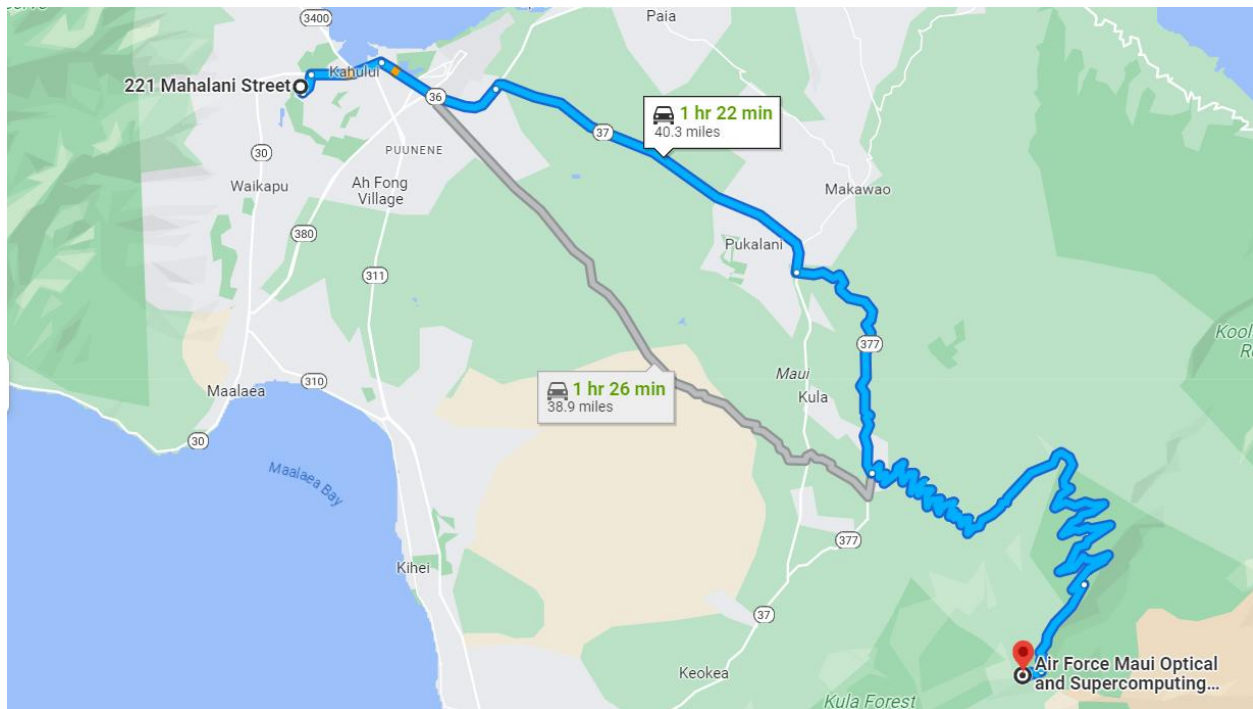 3400
Paia
221 Mahalani Street
Kahului
36
1 hr 22 min
40.3 miles
37
PUUNENE
30
Waikapu
Ah Fong
Village
Makawao
380
Pukalani
311
377
Maui
Kula
1 hr 26 min
38.9 miles
310
Maalaea
30
Maalaea
Bay
377
Kihei
37
Keokea
Air Force Maui Optical
and Supercomputing...
Kula Forest